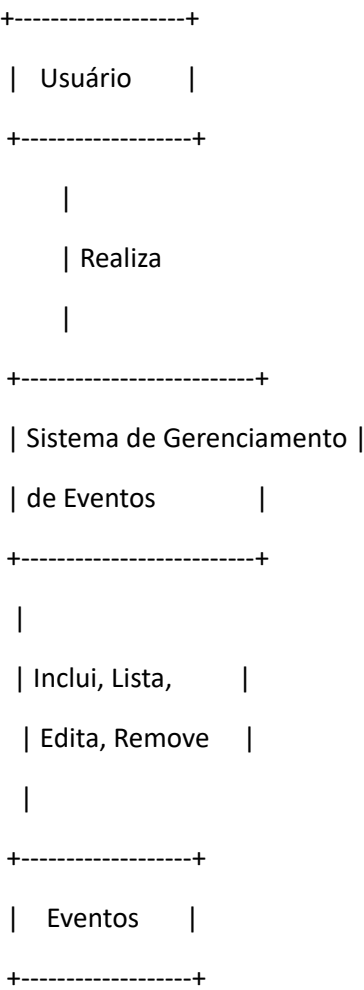 +-------------------+
|   Usuário       |
+-------------------+
|
| Realiza
|
+--------------------------+
| Sistema de Gerenciamento |
| de Eventos             |
+--------------------------+
|
| Inclui, Lista,        |
| Edita, Remove     |
|
+-------------------+
|    Eventos       |
+-------------------+